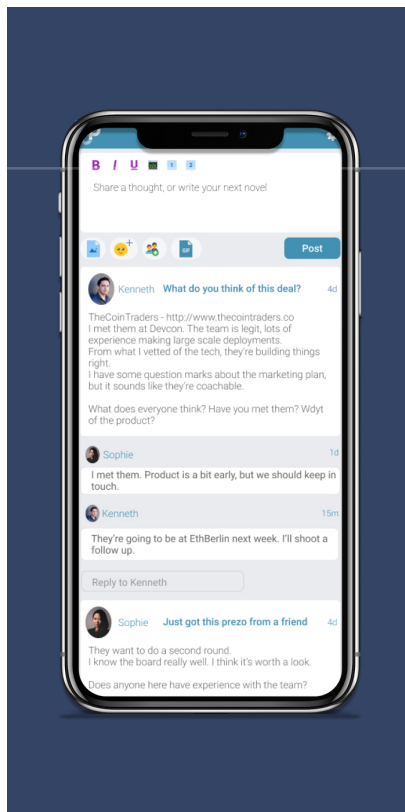 B I U 1 2
Share a thought, or write your next novel
GIF
Post
Kenneth What do you think of this deal? 4d
TheCoinTraders - http://www.thecointraders.co
I met them at Devcon. The team is legit, lots of
experience making large scale deployments.
From what I vetted of the tech, they're building things
right.
I have some question marks about the marketing plan,
but it sounds like they're coachable.
What does everyone think? Have you met them? Wdyt
of the product?
Sophie 1d
I met them. Product is a bit early, but we should keep in
touch.
Kenneth 15m
They're going to be at EthBerlin next week. I'll shoot a
follow up.
Reply to Kenneth
Sophie Just got this prezo from a friend 4d
They want to do a second round.
I know the board really well. I think it's worth a look.
Does anyone here have experience with the team?